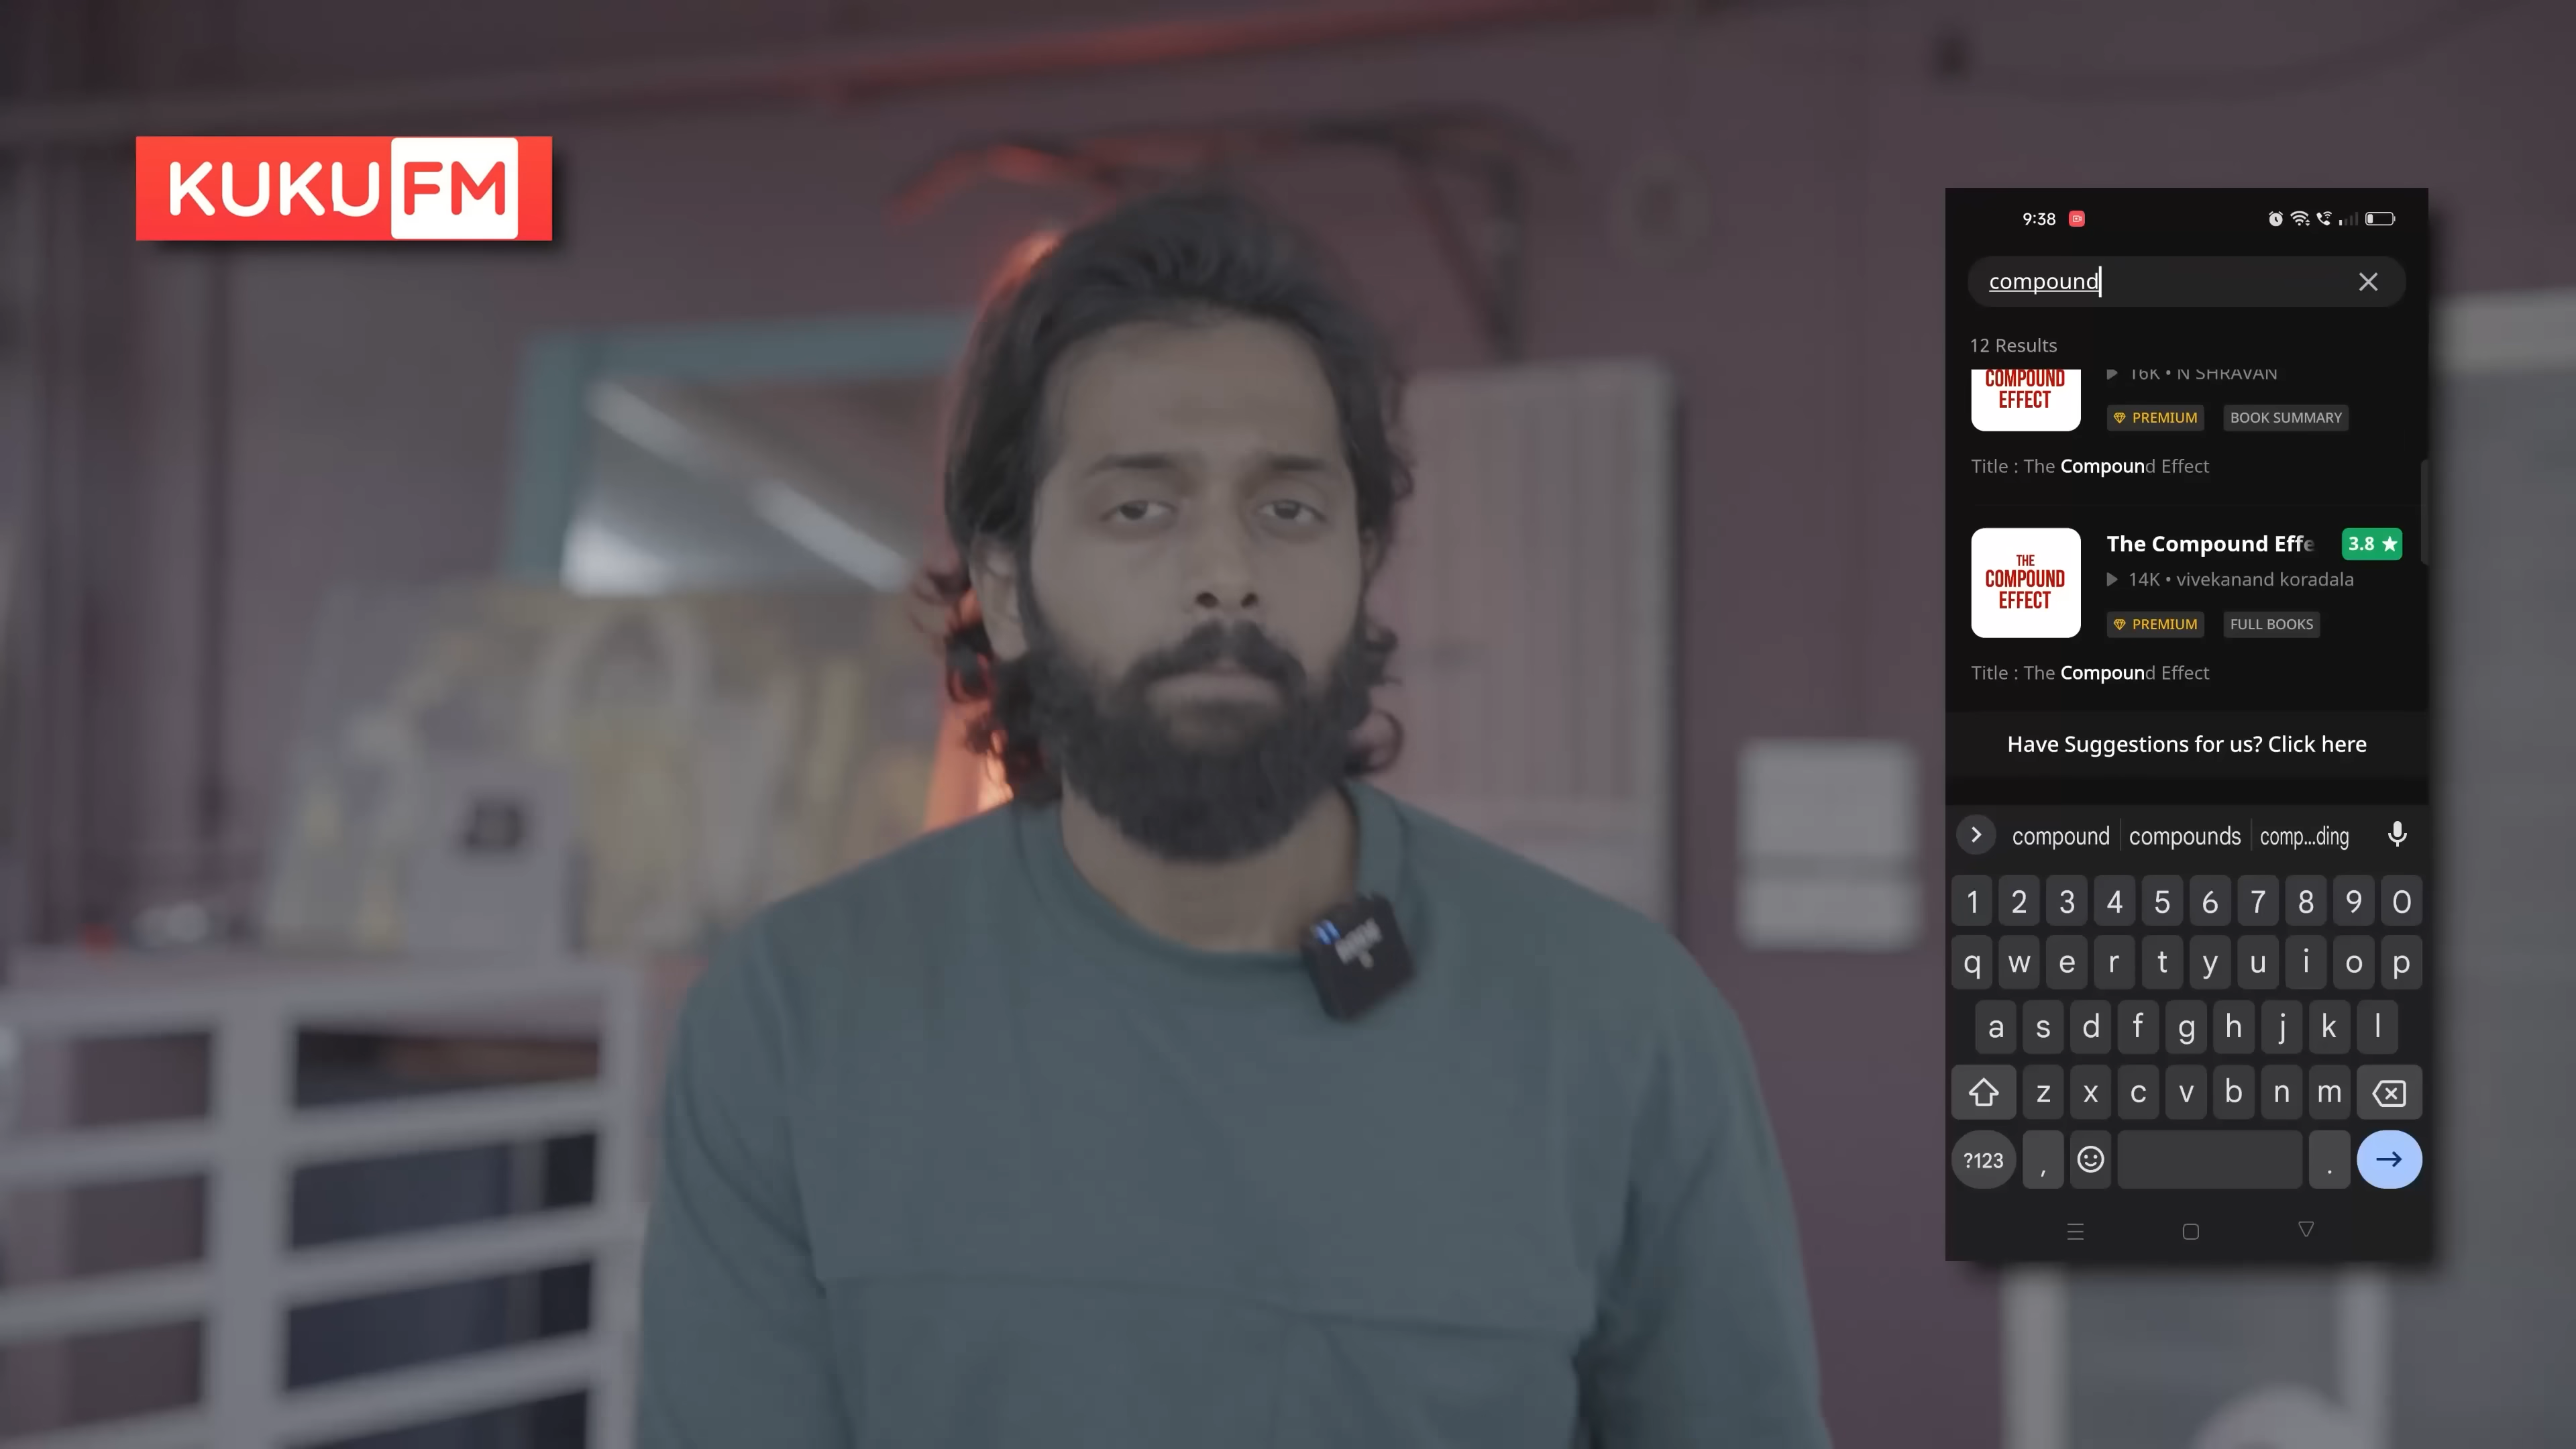 KUKU FM
9:38
compound
12 Results
COMPOUND
EFFECT
16K • N SHRAVAN
PREMIUM
BOOK SUMMARY
Title : The Compound Effect
THE
COMPOUND
EFFECT
The Compound Effe
3.8 ★
14K • vivekanand koradala
PREMIUM
FULL BOOKS
Title : The Compound Effect
Have Suggestions for us? Click here
compound compounds comp...ding
1 2 3 4 5 6 7 8 9 0
q w e r t y u i o p
a s d f g h j k l
z x c v b n m
?123 , .